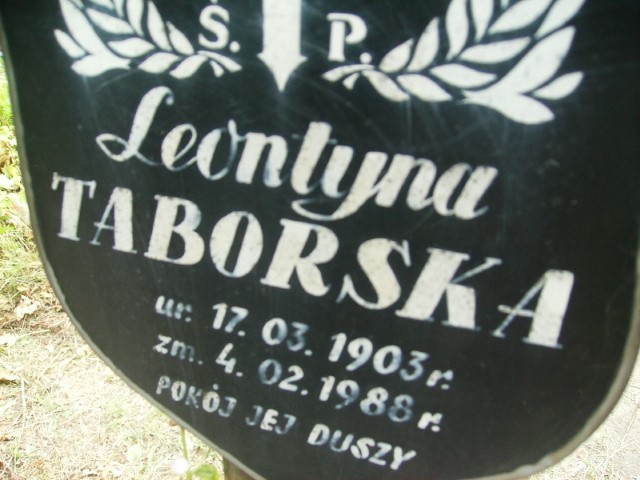 Ś. P.
Leontyna
TABORSKA
ur. 17. 03. 1903 r.
zm. 4. 02. 1988 r.
POKÓJ JEJ DUSZY